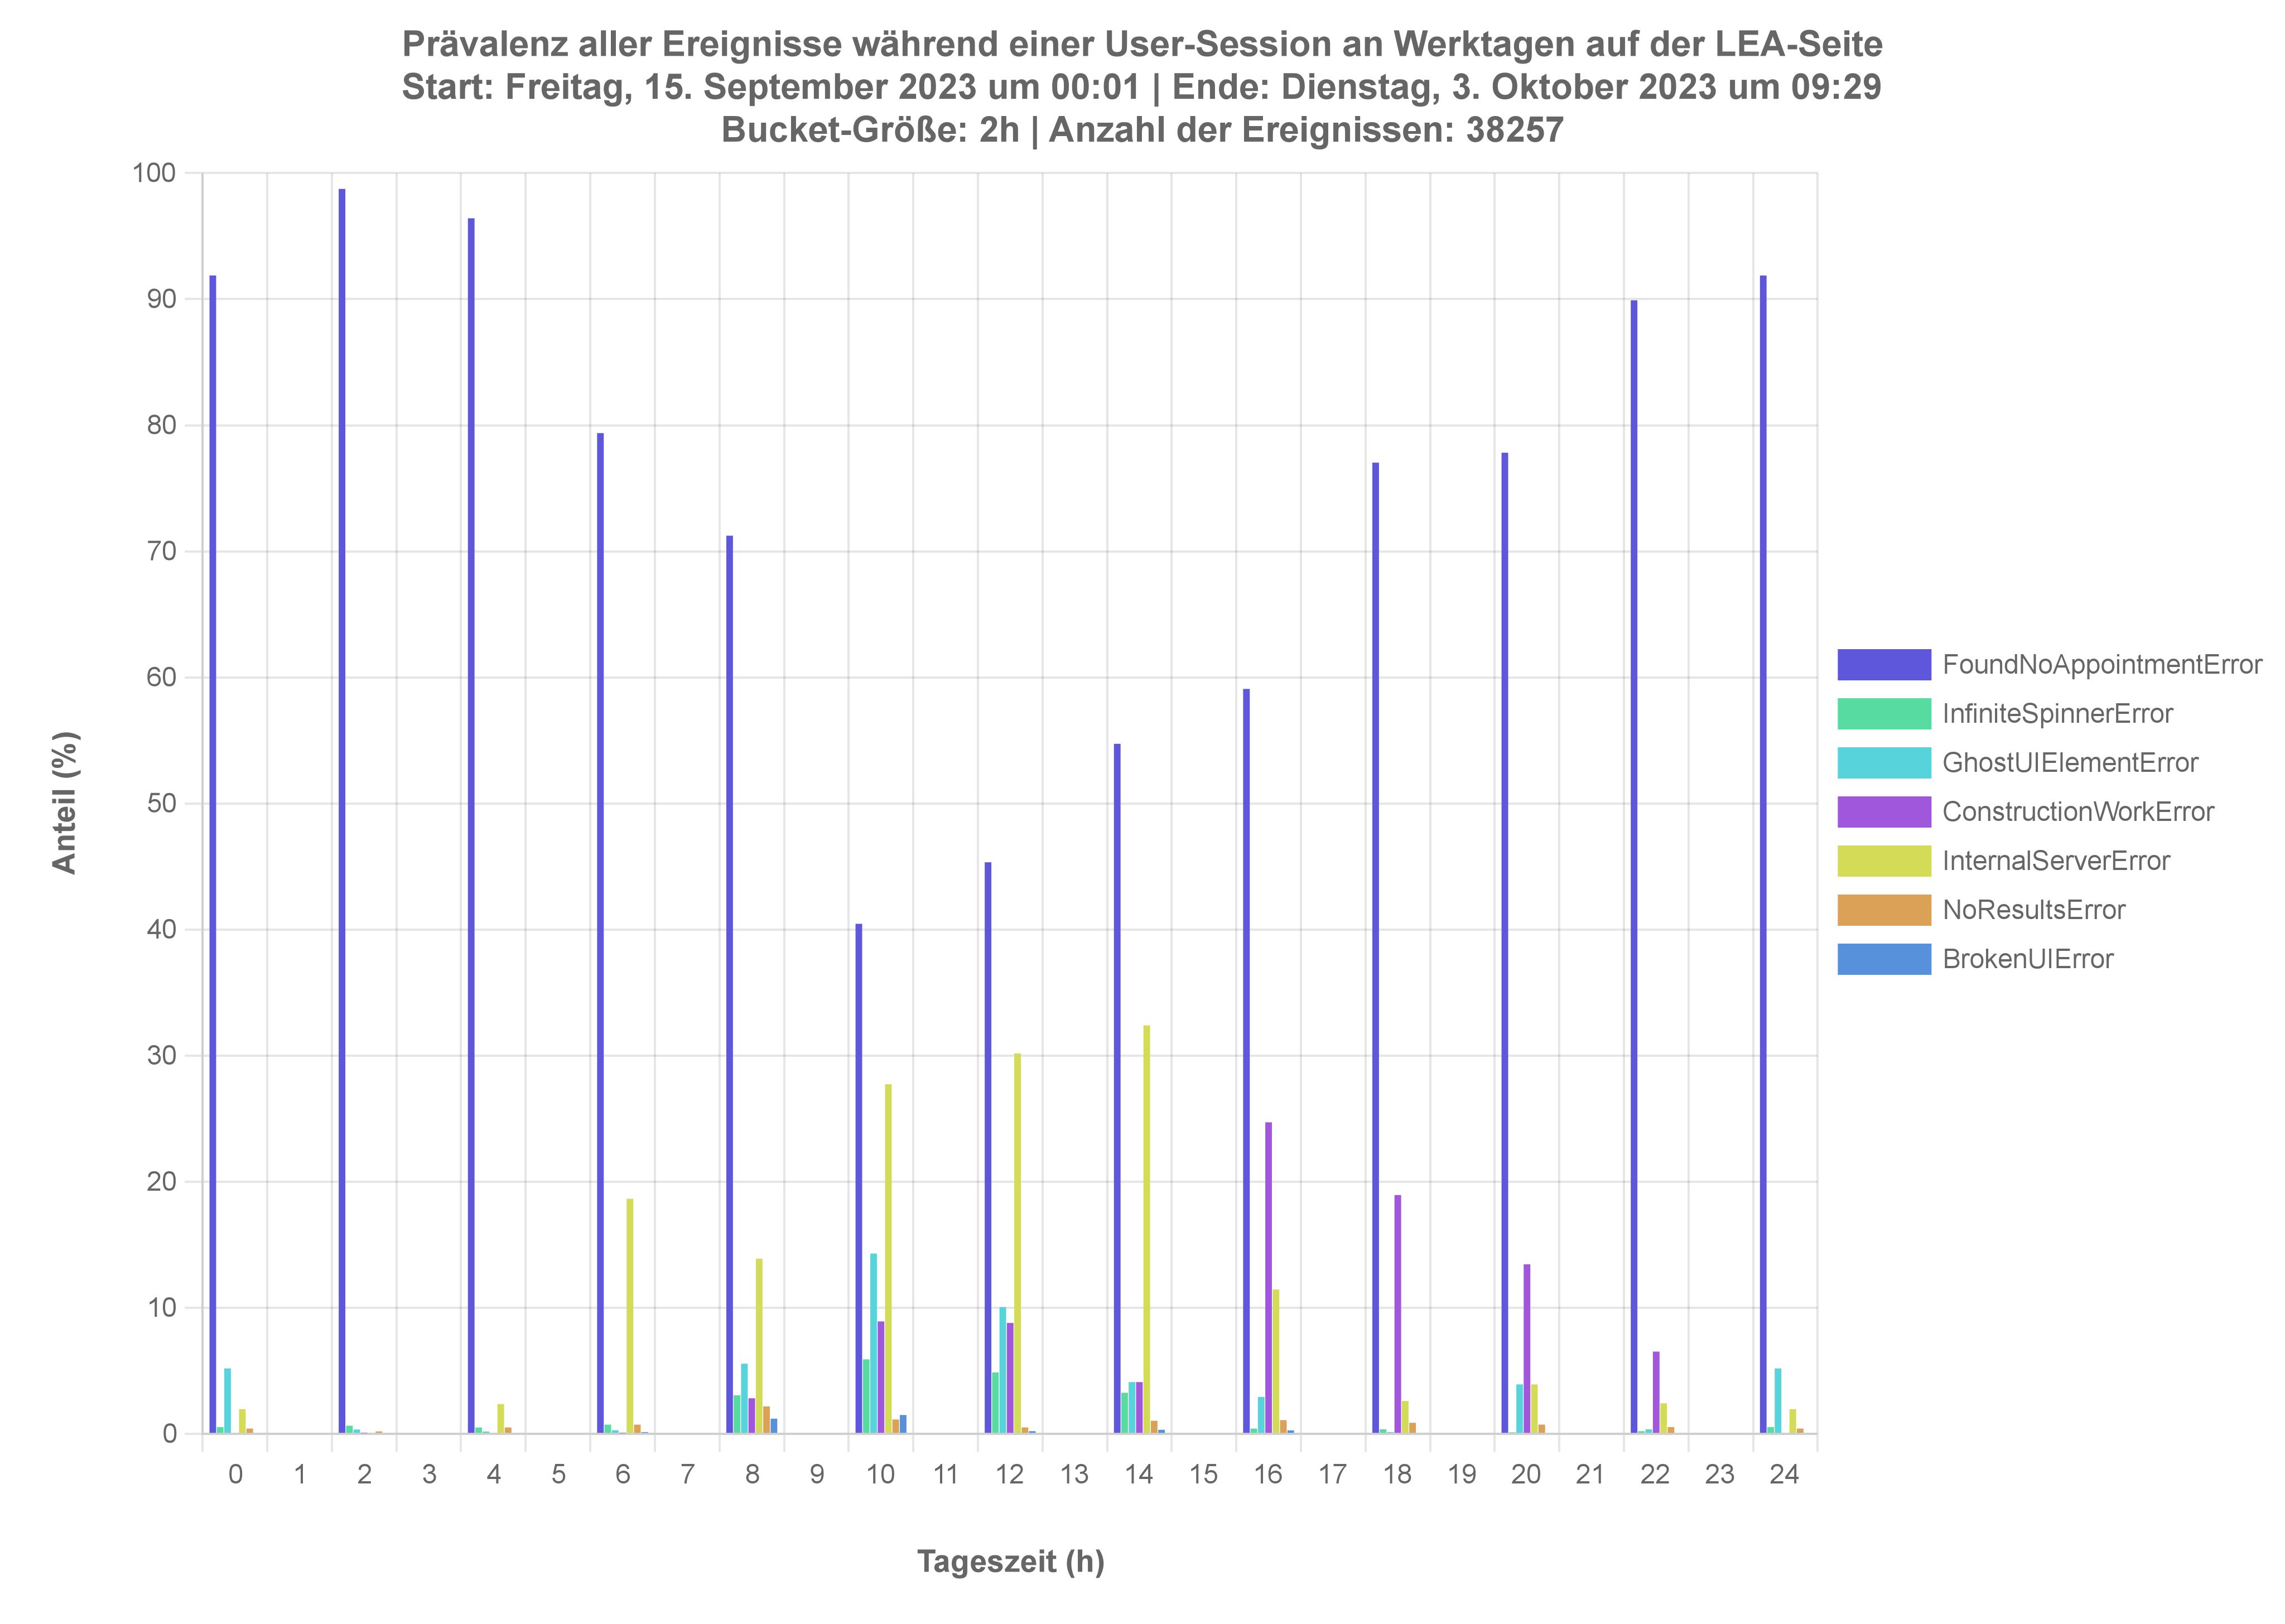 Prävalenz aller Ereignisse während einer User-Session an Werktagen auf der LEA-Seite
Start: Freitag, 15. September 2023 um 00:01 | Ende: Dienstag, 3. Oktober 2023 um 09:29
Bucket-Größe: 2h | Anzahl der Ereignissen: 38257
100
90
80
70
60
50
40
30
20
10
0
Anteil (%)
0 1 2 3 4 5 6 7 8 9 10 11 12 13 14 15 16 17 18 19 20 21 22 23 24
Tageszeit (h)
FoundNoAppointmentError
InfiniteSpinnerError
GhostUIElementError
ConstructionWorkError
InternalServerError
NoResultsError
BrokenUIError